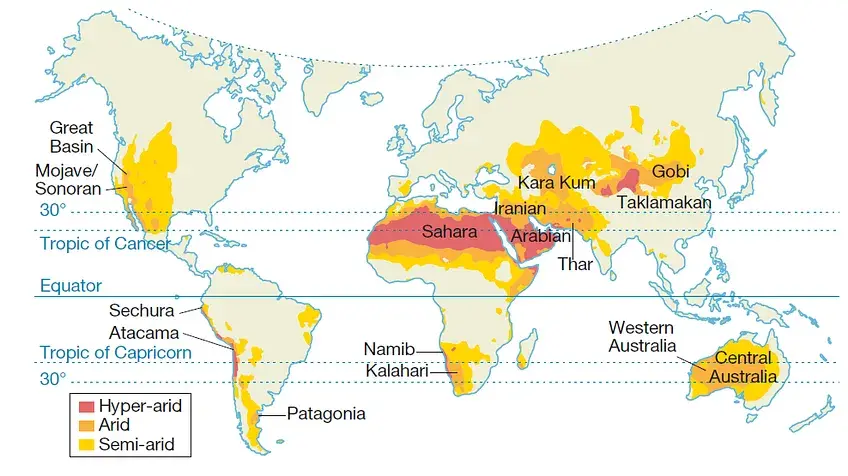 Great
Basin
Mojave/
Sonoran
30°
Tropic of Cancer
Equator
Sechura
Atacama
Tropic of Capricorn
30°
Patagonia
Hyper-arid
Arid
Semi-arid
Sahara
Namib
Kalahari
Kara Kum
Gobi
Taklamakan
Iranian
Arabian
Thar
Western
Australia
Central
Australia